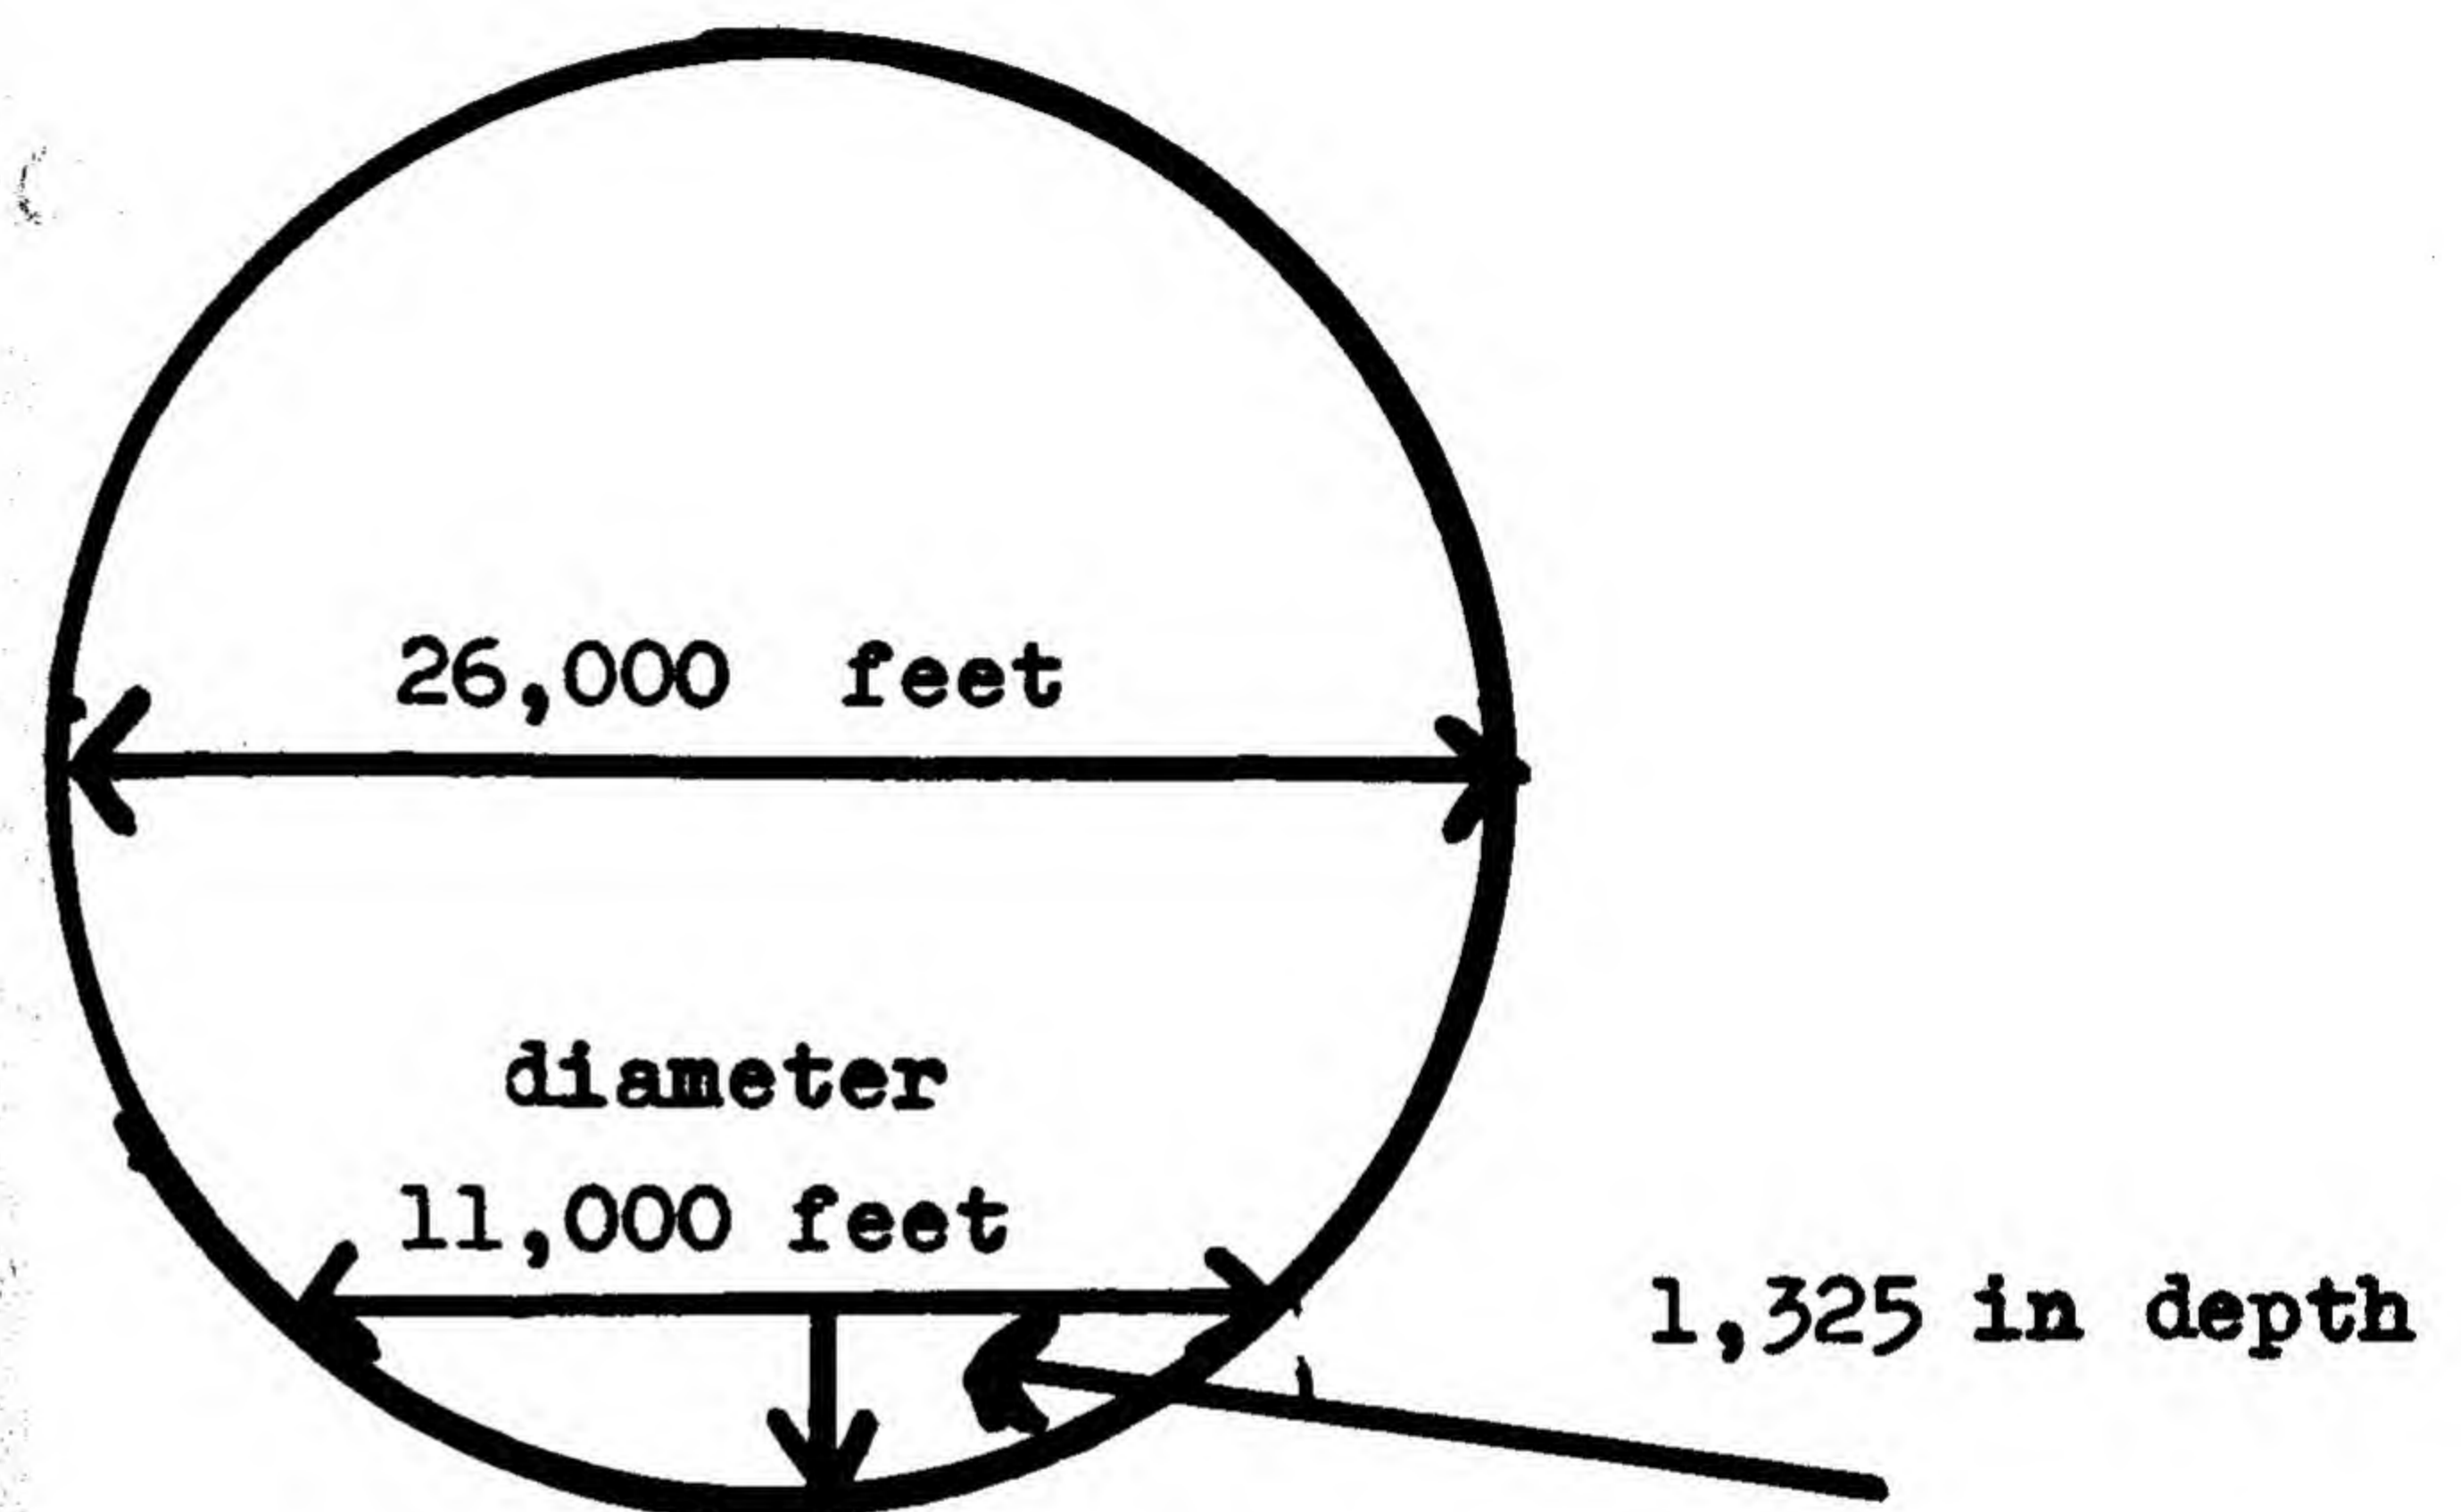 26,000 feet
diameter
11,000 feet
1,325 in depth